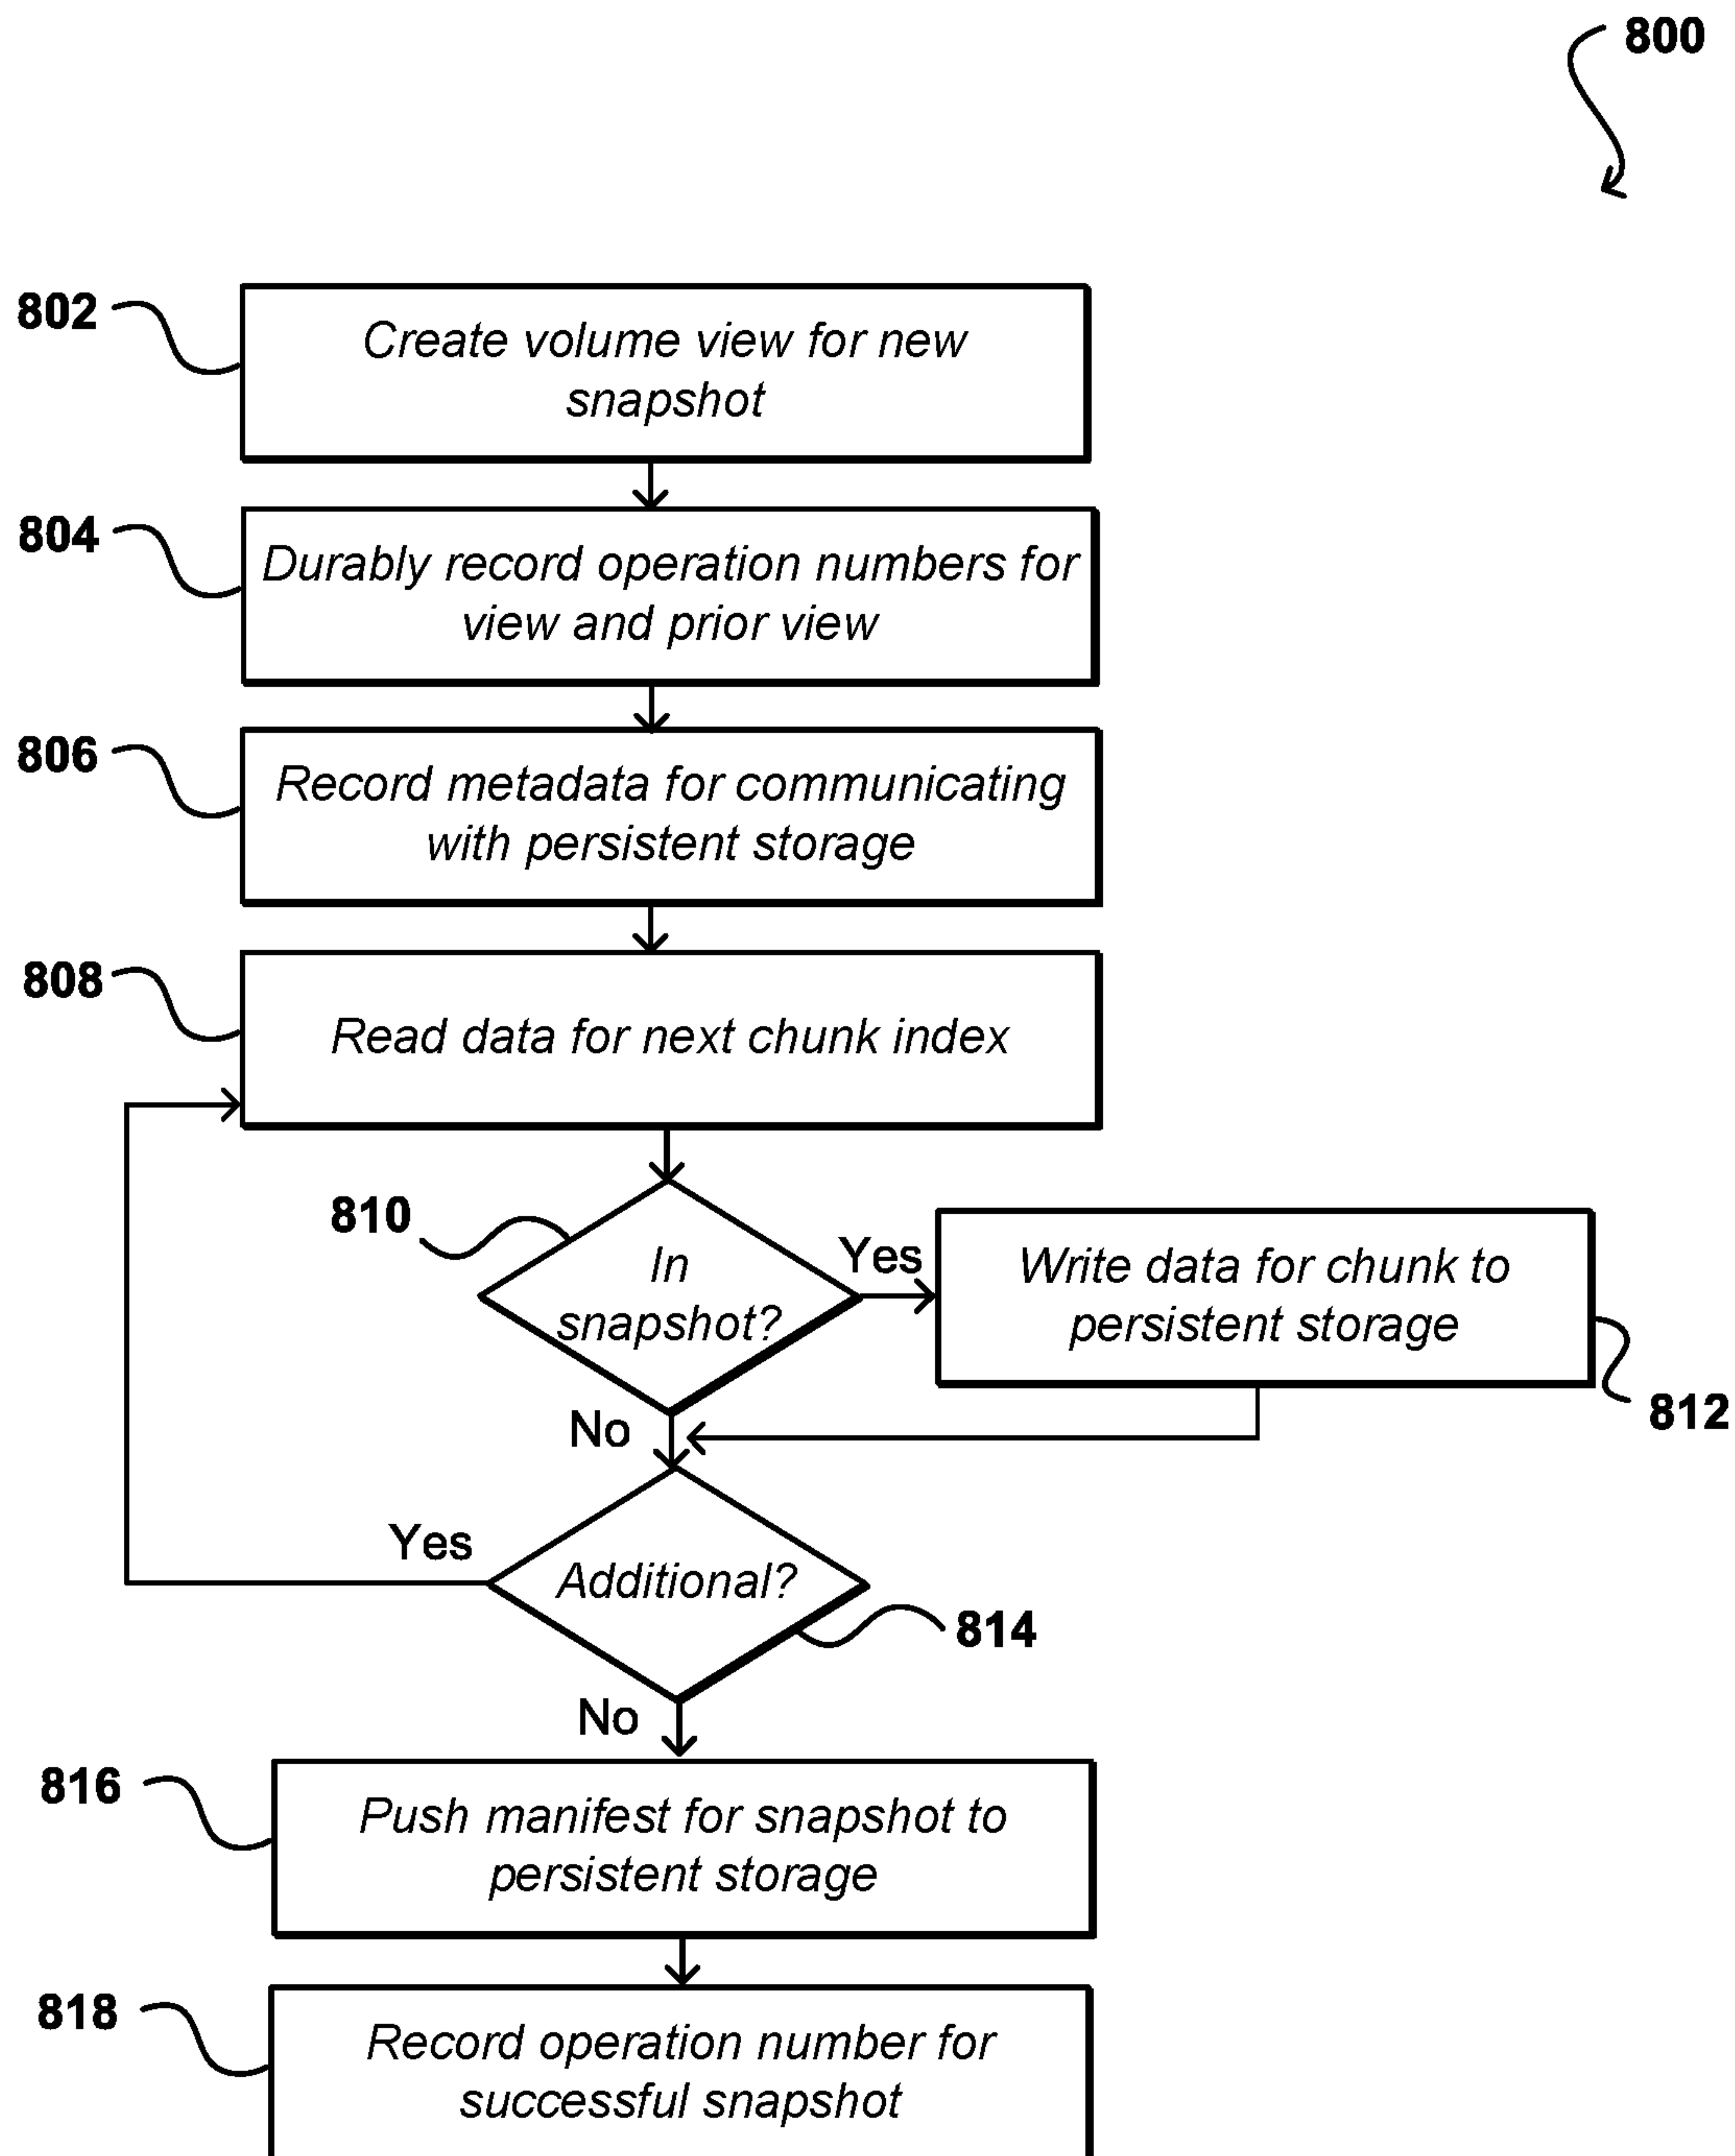 800
802
Create volume view for new
snapshot
804
Durably record operation numbers for
view and prior view
806
Record metadata for communicating
with persistent storage
808
Read data for next chunk index
810
In
snapshot?
Yes
Write data for chunk to
persistent storage
812
No
Yes
Additional?
814
No
816
Push manifest for snapshot to
persistent storage
818
Record operation number for
successful snapshot